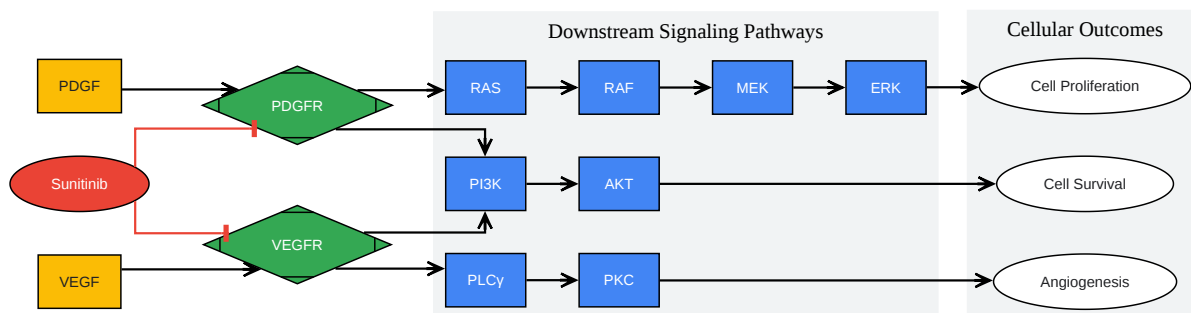 Downstream Signaling Pathways
Cellular Outcomes
PDGF
PDGFR
RAS
RAF
MEK
ERK
Cell Proliferation
Sunitinib
PI3K
AKT
Cell Survival
VEGF
VEGFR
PLCγ
PKC
Angiogenesis